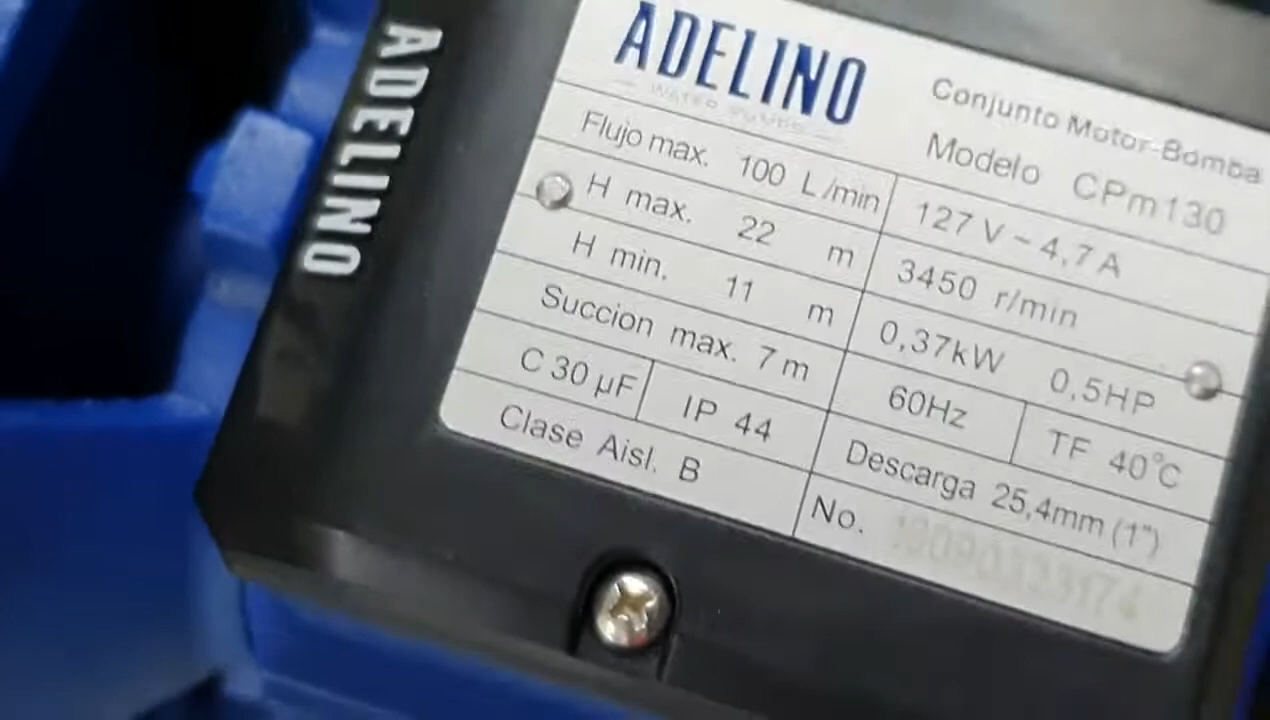 ADELINO
ADELINO
WATER PUMPS
Conjunto Motor-Bomba
Modelo CPm130
Flujo max. 100 L/min
127 V ~ 4,7 A
H max. 22 m
3450 r/min
H min. 11 m
0,37kW 0,5HP
Succion max. 7 m
60Hz
TF 40°C
C 30 µF
IP 44
Descarga 25,4mm (1")
Clase Aisl. B
No.